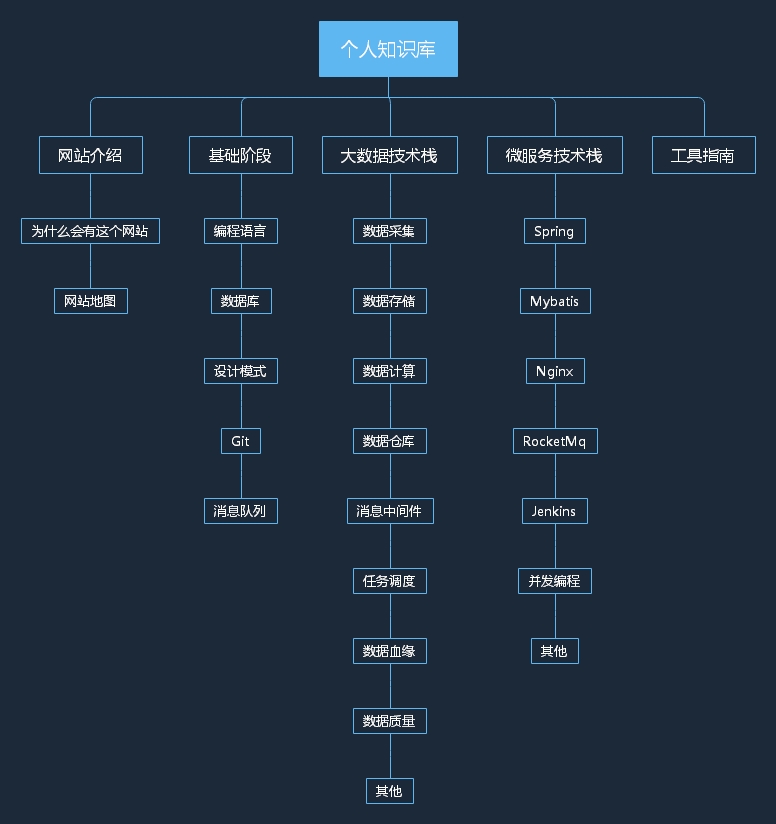 个人知识库
网站介绍
基础阶段
大数据技术栈
微服务技术栈
工具指南
为什么会有这个网站
编程语言
数据采集
Spring
网站地图
数据库
数据存储
Mybatis
设计模式
数据计算
Nginx
Git
数据仓库
RocketMq
消息队列
消息中间件
Jenkins
任务调度
并发编程
数据血缘
其他
数据质量
其他